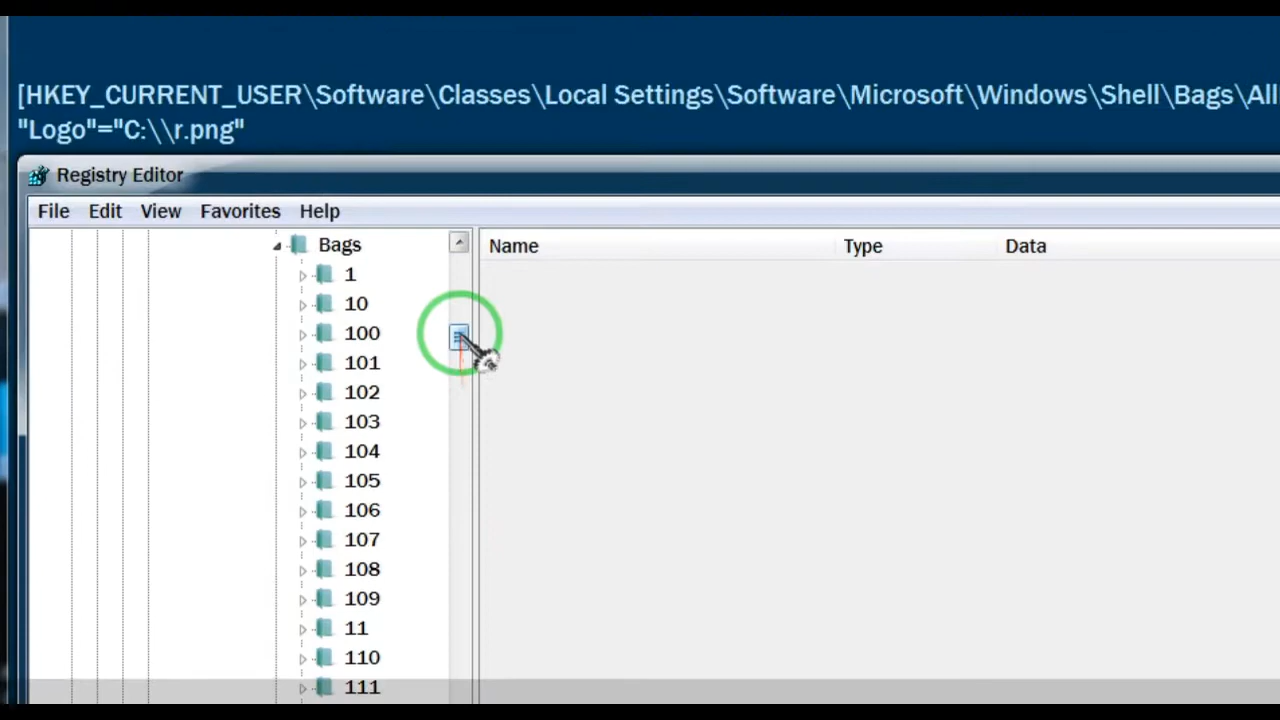 [HKEY_CURRENT_USER\Software\Classes\Local Settings\Software\Microsoft\Windows\Shell\Bags\All
"Logo"="C:\\r.png"
Registry Editor
File Edit View Favorites Help
Bags
Name Type Data
1
10
100
101
102
103
104
105
106
107
108
109
11
110
111